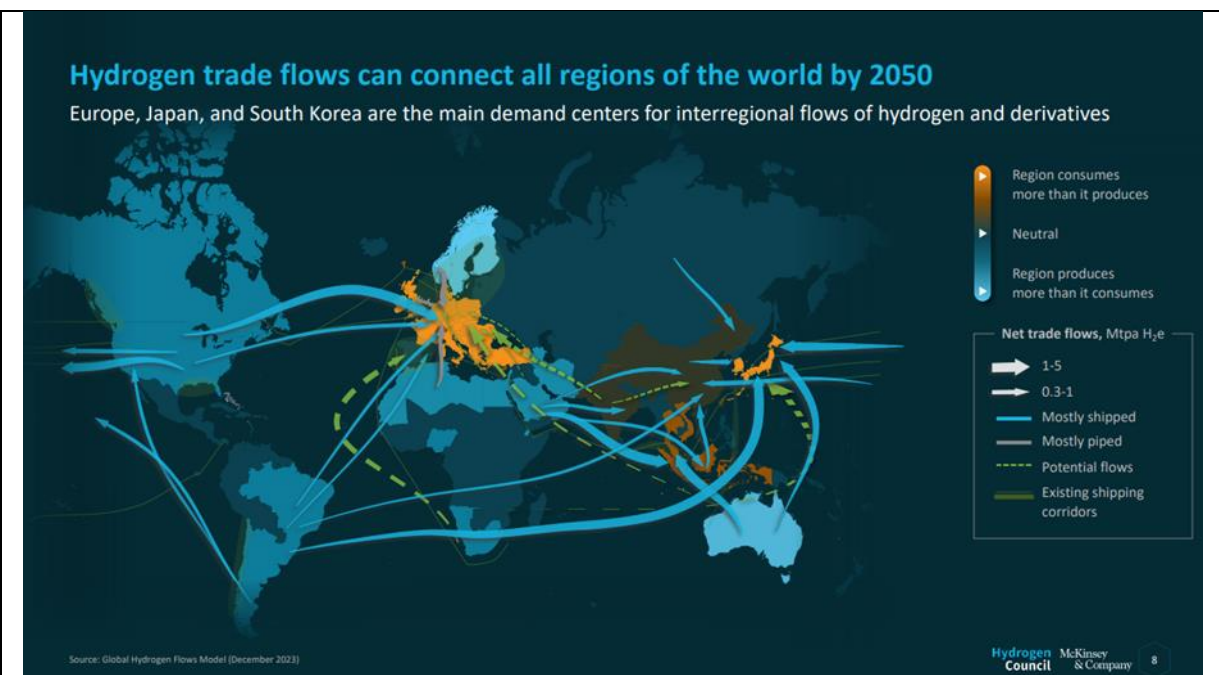 Hydrogen trade flows can connect all regions of the world by 2050
Europe, Japan, and South Korea are the main demand centers for interregional flows of hydrogen and derivatives
Region consumes
more than it produces
Neutral
Region produces
more than it consumes
Net trade flows, Mtpa H₂e
1-5
0.3-1
Mostly shipped
Mostly piped
Potential flows
Existing shipping
corridors
Source: Global Hydrogen Flows Model (December 2023)
Hydrogen
Council
McKinsey
& Company
8